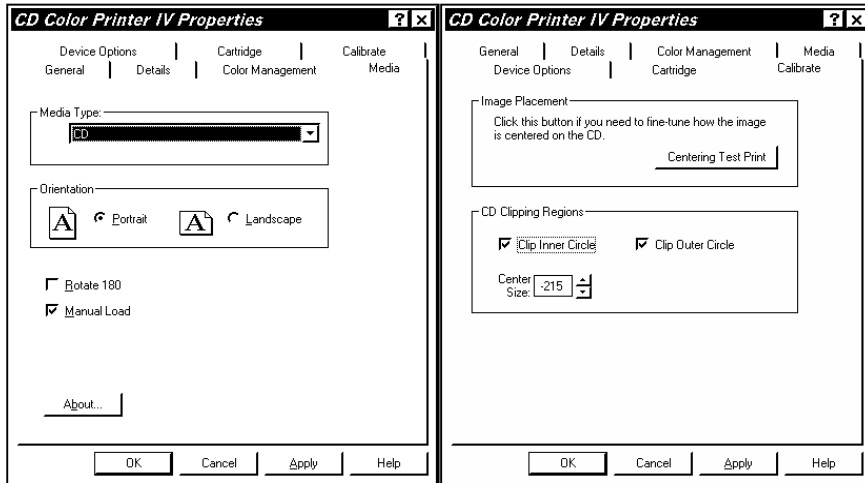 CD Color Printer IV Properties
Device Options Cartridge Calibrate
General Details Color Management Media
Media Type:
CD
Orientation
A Portrait A Landscape
Rotate 180
Manual Load
About...
OK Cancel Apply Help
CD Color Printer IV Properties
General Details Color Management Media
Device Options Cartridge Calibrate
Image Placement
Click this button if you need to fine-tune how the image
is centered on the CD.
Centering Test Print
CD Clipping Regions
Clip Inner Circle Clip Outer Circle
Center
Size: -215
OK Cancel Apply Help